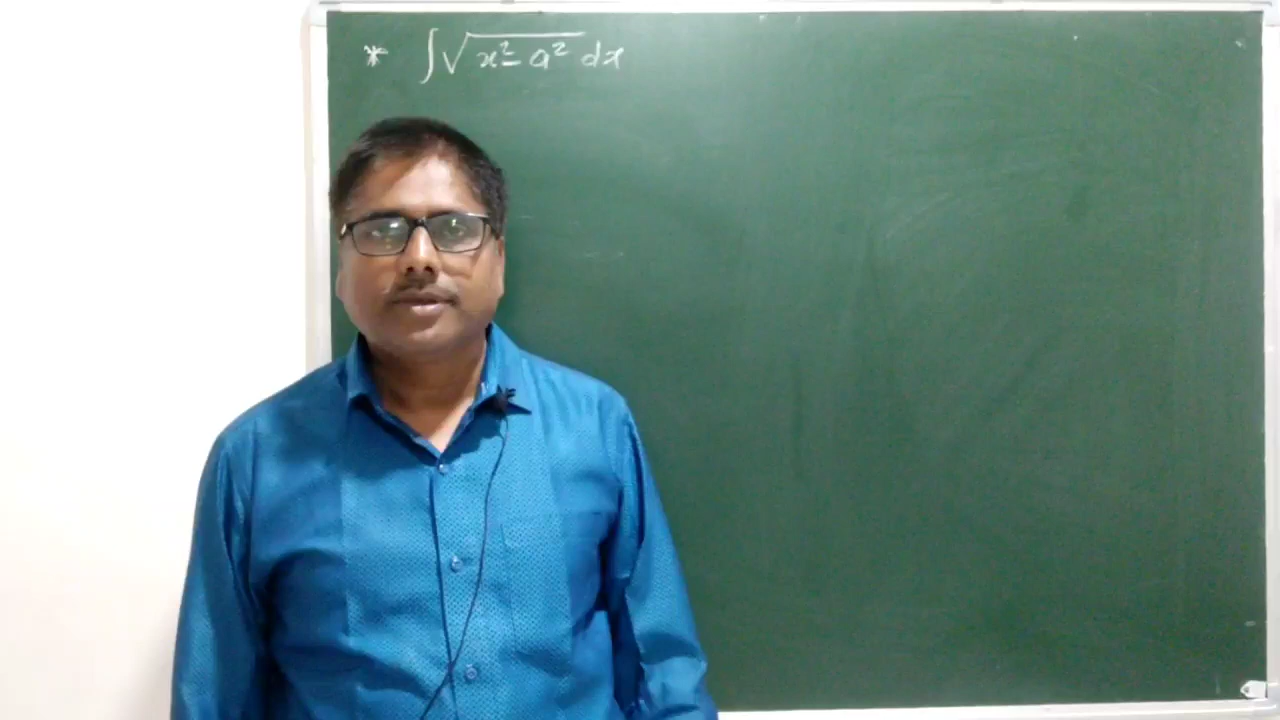 * ∫√x²-a² dx